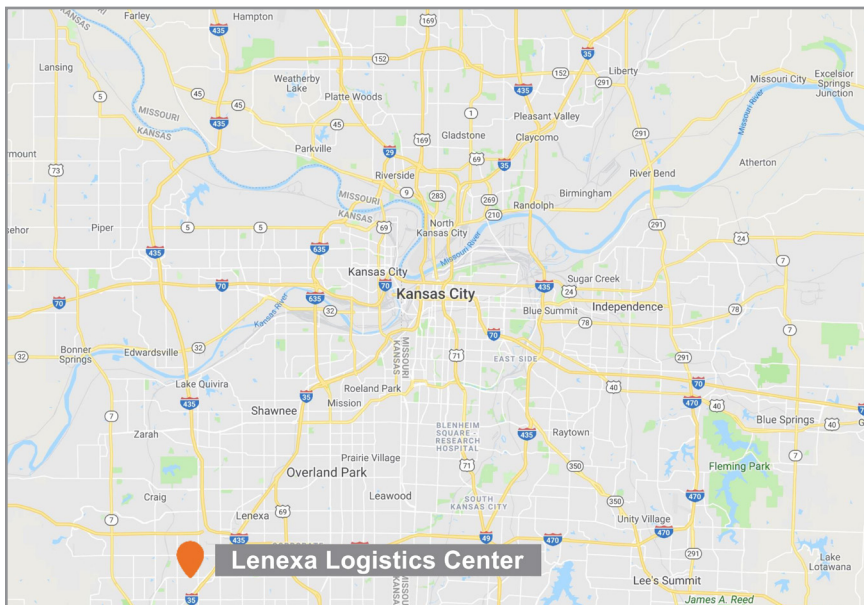 Farley
Hampton
169
435
35
Lansing
152
Weatherby
Lake
Platte Woods
152
Liberty
291
Missouri City
Excelsior
Springs
Junction
5
45
45
435
MISSOURI
KANSAS
435
1
Pleasant Valley
Claycomo
Missouri River
45
169
Gladstone
291
Parkville
29
69
35
73
Riverside
Atherton
River Bend
MISSOURI
KANSAS
9
283
269
Birmingham
210
Randolph
Piper
5
5
69
North
Kansas City
291
24
435
635
Missouri River
7
Kansas City
Sugar Creek
70
70
70
435
24
Kansas City
Independence
635
Kansas River
32
Blue Summit
78
78
7
70
32
32
Bonner
Springs
Edwardsville
MISSOURI
KANSAS
71
EAST SIDE
291
Lake Quivira
Roeland Park
70
40
435
35
Mission
470
40
Shawnee
Blue Springs
40
7
Zarah
BLENHEIM
SQUARE -
RESEARCH
HOSPITAL
435
Raytown
Prairie Village
7
Overland Park
71
350
Fleming Park
Craig
Leawood
SOUTH
KANSAS CITY
470
Lenexa
69
350
7
Unity Village
435
49
470
470
291
Lenexa Logistics Center
Lake
Lotawana
Lee's Summit
35
MISSOURI
KANSAS
James A. Reed